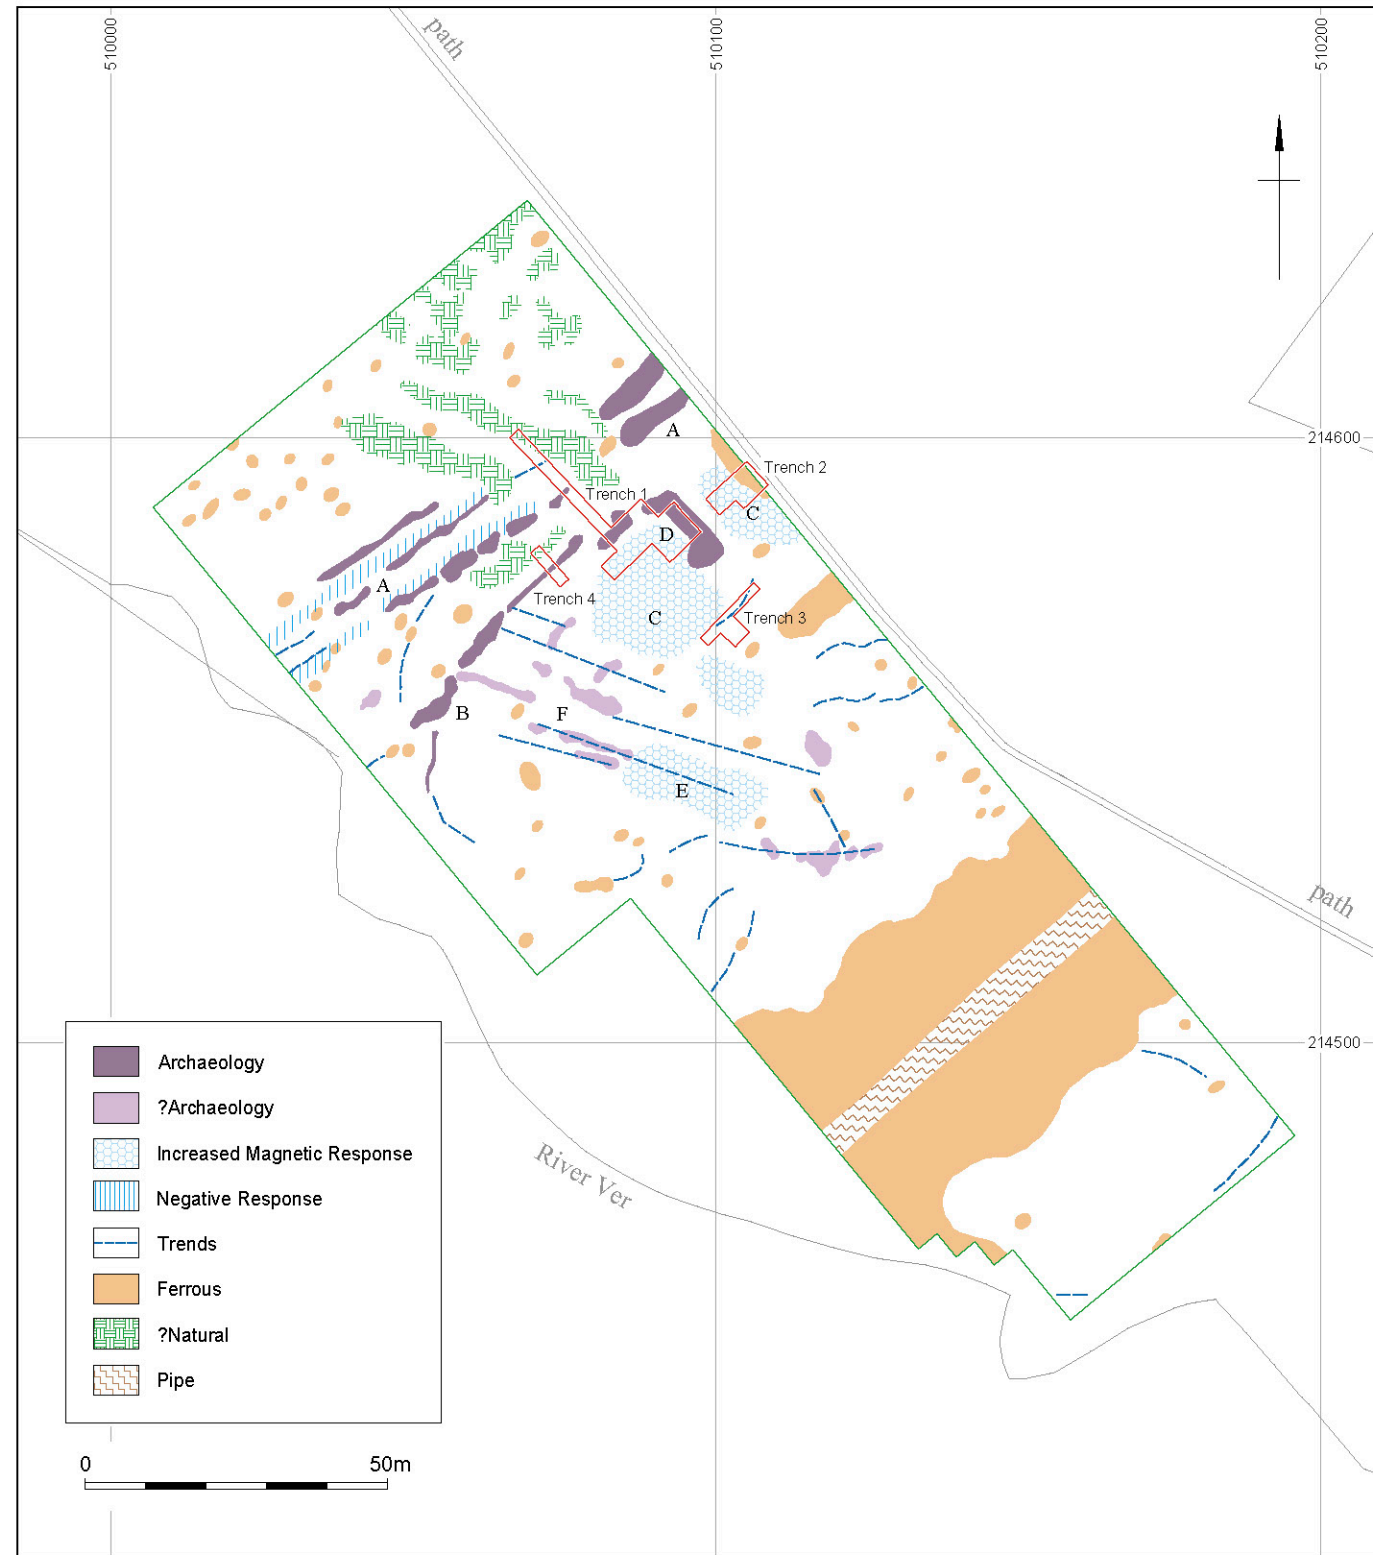 510000
510100
510200
path
214600
A
Trench 2
Trench 1
C
D
A
Trench 4
C
Trench 3
B
F
E
path
214500
River Ver
Archaeology
?Archaeology
Increased Magnetic Response
Negative Response
Trends
Ferrous
?Natural
Pipe
0 50m